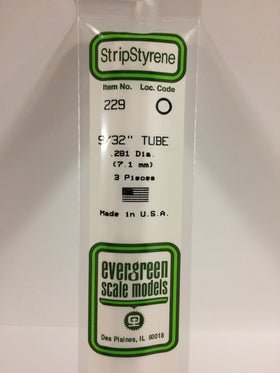 StripStyrene
Item No. Loc. Code
229
9/32" TUBE
.281 Dia.
(7.1 mm)
3 Pieces
Made in U.S.A.
evergreen
scale models
Des Plaines, IL 60018